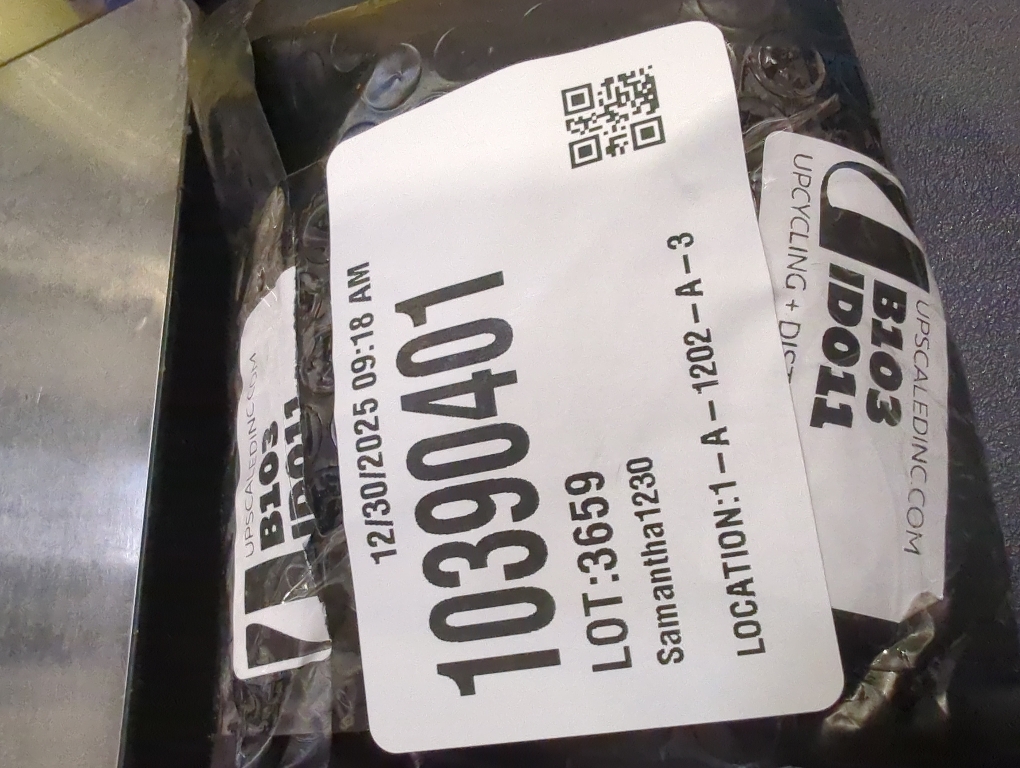 12/30/2025 09:18 AM
10390401
LOT:3659
Samantha1230
LOCATION:1-A-1202-A-3
UPSCALEDINC.COM
B103
ID011
UPCYCLING +
UPSCALEDINC.COM
B103
ID011